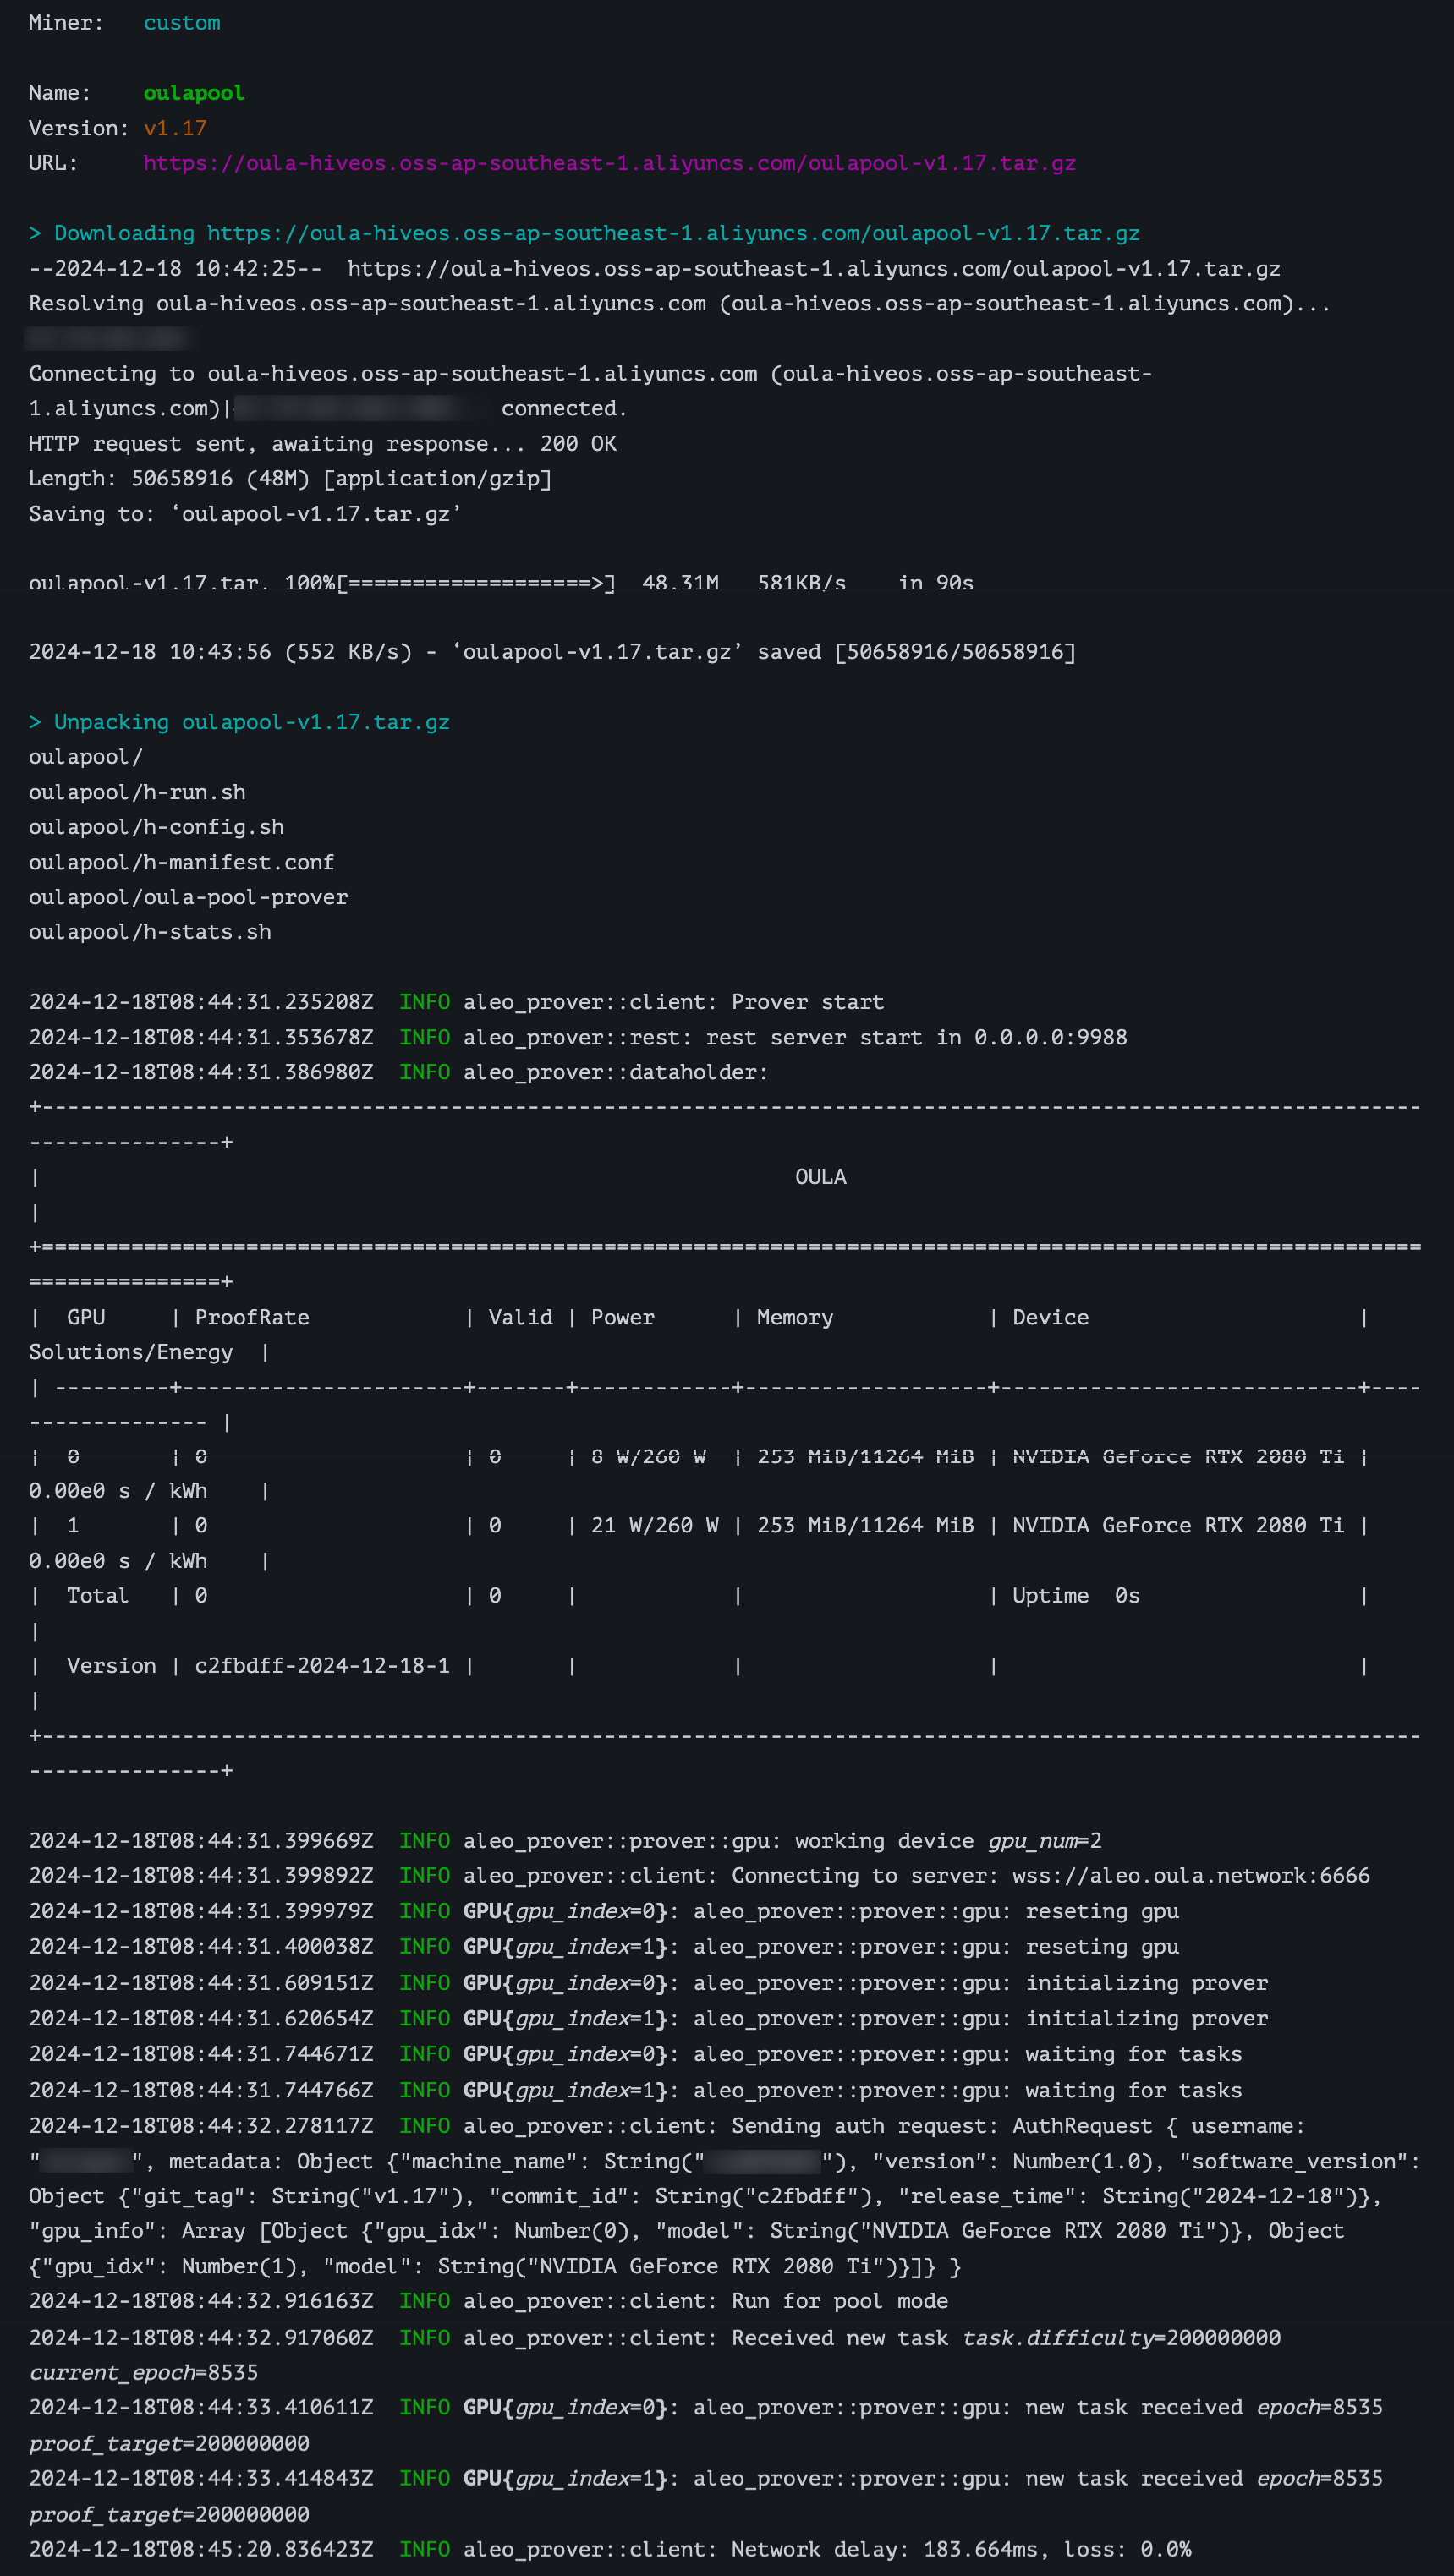 Miner:   custom
Name:    oulapool
Version: v1.17
URL:     https://oula-hiveos.oss-ap-southeast-1.aliyuncs.com/oulapool-v1.17.tar.gz
> Downloading https://oula-hiveos.oss-ap-southeast-1.aliyuncs.com/oulapool-v1.17.tar.gz
--2024-12-18 10:42:25--  https://oula-hiveos.oss-ap-southeast-1.aliyuncs.com/oulapool-v1.17.tar.gz
Resolving oula-hiveos.oss-ap-southeast-1.aliyuncs.com (oula-hiveos.oss-ap-southeast-1.aliyuncs.com)...
Connecting to oula-hiveos.oss-ap-southeast-1.aliyuncs.com (oula-hiveos.oss-ap-southeast-
1.aliyuncs.com)| connected.
HTTP request sent, awaiting response... 200 OK
Length: 50658916 (48M) [application/gzip]
Saving to: ‘oulapool-v1.17.tar.gz’
oulapool-v1.17.tar. 100%[===================>]  48.31M   581KB/s    in 90s
2024-12-18 10:43:56 (552 KB/s) - ‘oulapool-v1.17.tar.gz’ saved [50658916/50658916]
> Unpacking oulapool-v1.17.tar.gz
oulapool/
oulapool/h-run.sh
oulapool/h-config.sh
oulapool/h-manifest.conf
oulapool/oula-pool-prover
oulapool/h-stats.sh
2024-12-18T08:44:31.235208Z  INFO aleo_prover::client: Prover start
2024-12-18T08:44:31.353678Z  INFO aleo_prover::rest: rest server start in 0.0.0.0:9988
2024-12-18T08:44:31.386980Z  INFO aleo_prover::dataholder:
+------------------------------------------------------------------------------------------------------------
---------------+
|                                                           OULA
|
+============================================================================================================
===============+
|  GPU     | ProofRate            | Valid | Power      | Memory            | Device                     |
Solutions/Energy  |
| ---------+----------------------+-------+------------+-------------------+----------------------------+----
-------------- |
|  0       | 0                    | 0     | 8 W/260 W  | 253 MiB/11264 MiB | NVIDIA GeForce RTX 2080 Ti |
0.00e0 s / kWh    |
|  1       | 0                    | 0     | 21 W/260 W | 253 MiB/11264 MiB | NVIDIA GeForce RTX 2080 Ti |
0.00e0 s / kWh    |
|  Total   | 0                    | 0     |            |                   | Uptime  0s                 |
|
|  Version | c2fbdff-2024-12-18-1 |       |            |                   |                            |
|
+------------------------------------------------------------------------------------------------------------
---------------+
2024-12-18T08:44:31.399669Z  INFO aleo_prover::prover::gpu: working device gpu_num=2
2024-12-18T08:44:31.399892Z  INFO aleo_prover::client: Connecting to server: wss://aleo.oula.network:6666
2024-12-18T08:44:31.399979Z  INFO GPU{gpu_index=0}: aleo_prover::prover::gpu: reseting gpu
2024-12-18T08:44:31.400038Z  INFO GPU{gpu_index=1}: aleo_prover::prover::gpu: reseting gpu
2024-12-18T08:44:31.609151Z  INFO GPU{gpu_index=0}: aleo_prover::prover::gpu: initializing prover
2024-12-18T08:44:31.620654Z  INFO GPU{gpu_index=1}: aleo_prover::prover::gpu: initializing prover
2024-12-18T08:44:31.744671Z  INFO GPU{gpu_index=0}: aleo_prover::prover::gpu: waiting for tasks
2024-12-18T08:44:31.744766Z  INFO GPU{gpu_index=1}: aleo_prover::prover::gpu: waiting for tasks
2024-12-18T08:44:32.278117Z  INFO aleo_prover::client: Sending auth request: AuthRequest { username:
"", metadata: Object {"machine_name": String(""), "version": Number(1.0), "software_version":
Object {"git_tag": String("v1.17"), "commit_id": String("c2fbdff"), "release_time": String("2024-12-18")},
"gpu_info": Array [Object {"gpu_idx": Number(0), "model": String("NVIDIA GeForce RTX 2080 Ti")}, Object
{"gpu_idx": Number(1), "model": String("NVIDIA GeForce RTX 2080 Ti")}]} }
2024-12-18T08:44:32.916163Z  INFO aleo_prover::client: Run for pool mode
2024-12-18T08:44:32.917060Z  INFO aleo_prover::client: Received new task task.difficulty=200000000
current_epoch=8535
2024-12-18T08:44:33.410611Z  INFO GPU{gpu_index=0}: aleo_prover::prover::gpu: new task received epoch=8535
proof_target=200000000
2024-12-18T08:44:33.414843Z  INFO GPU{gpu_index=1}: aleo_prover::prover::gpu: new task received epoch=8535
proof_target=200000000
2024-12-18T08:45:20.836423Z  INFO aleo_prover::client: Network delay: 183.664ms, loss: 0.0%